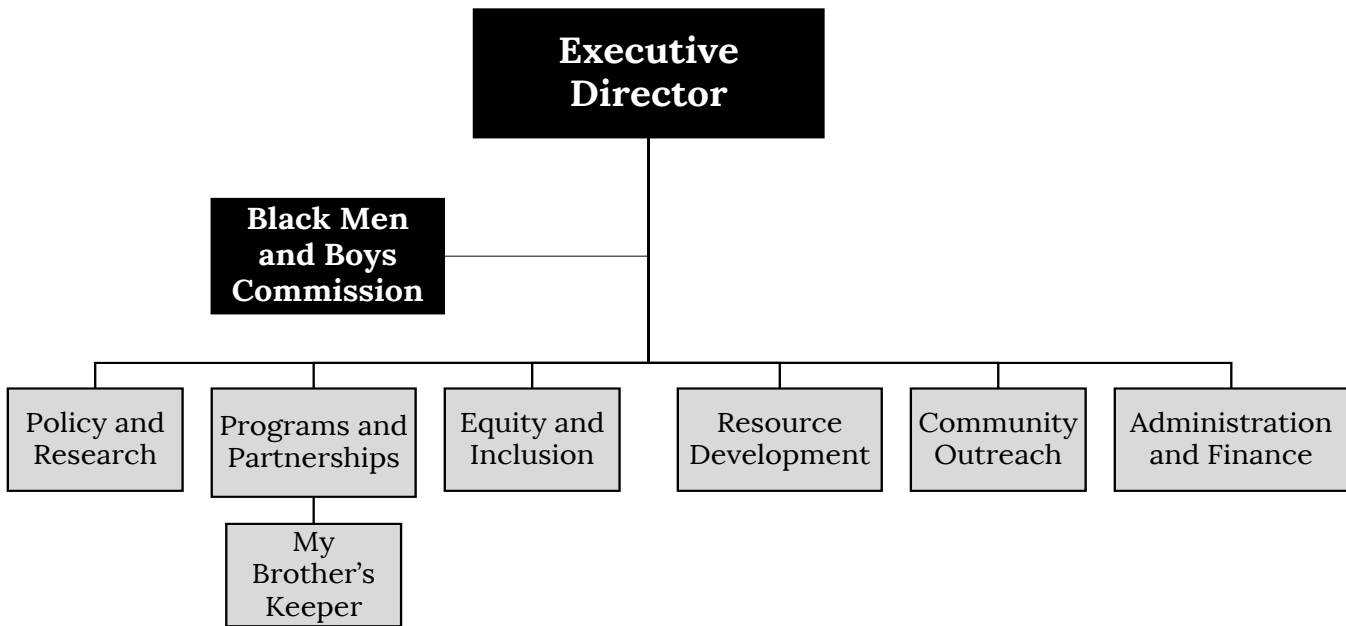 Executive
Director
Black Men
and Boys
Commission
Policy and
Research
Programs and
Partnerships
Equity and
Inclusion
Resource
Development
Community
Outreach
Administration
and Finance
My
Brother’s
Keeper